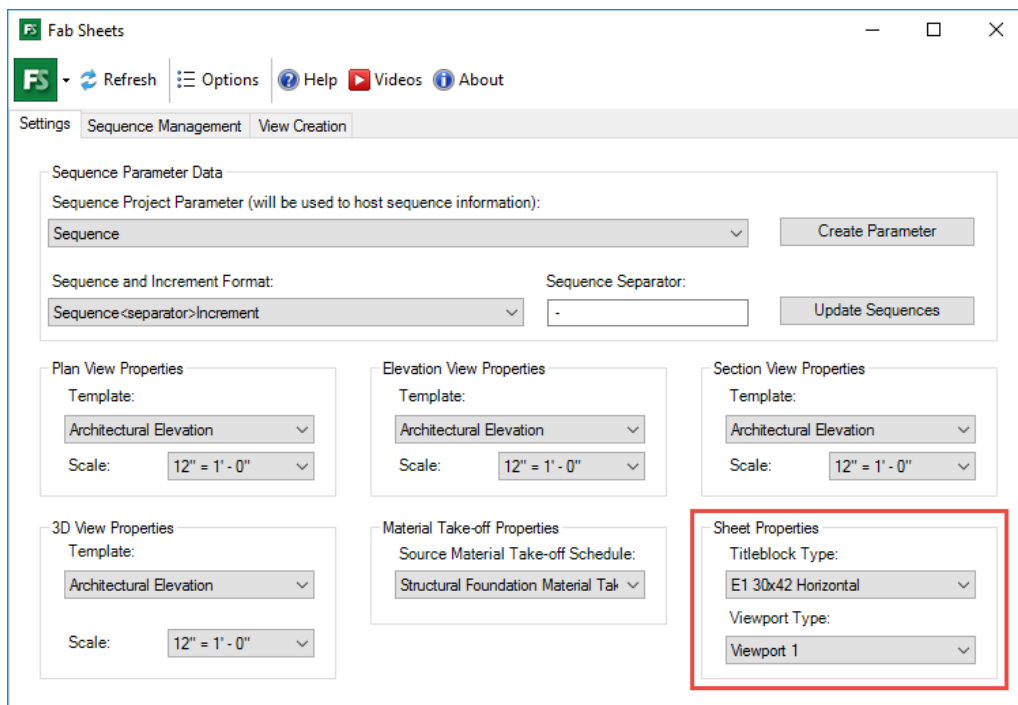 FS Fab Sheets
FS Refresh Options Help Videos About
Settings Sequence Management View Creation
Sequence Parameter Data
Sequence Project Parameter (will be used to host sequence information):
Sequence Create Parameter
Sequence and Increment Format: Sequence Separator:
Sequence<separator>Increment - Update Sequences
Plan View Properties Elevation View Properties Section View Properties
Template: Template: Template:
Architectural Elevation Architectural Elevation Architectural Elevation
Scale: 12" = 1' - 0" Scale: 12" = 1' - 0" Scale: 12" = 1' - 0"
3D View Properties Material Take-off Properties Sheet Properties
Template: Source Material Take-off Schedule: Titleblock Type:
Architectural Elevation Structural Foundation Material Tak E1 30x42 Horizontal
Viewport Type:
Scale: 12" = 1' - 0" Viewport 1